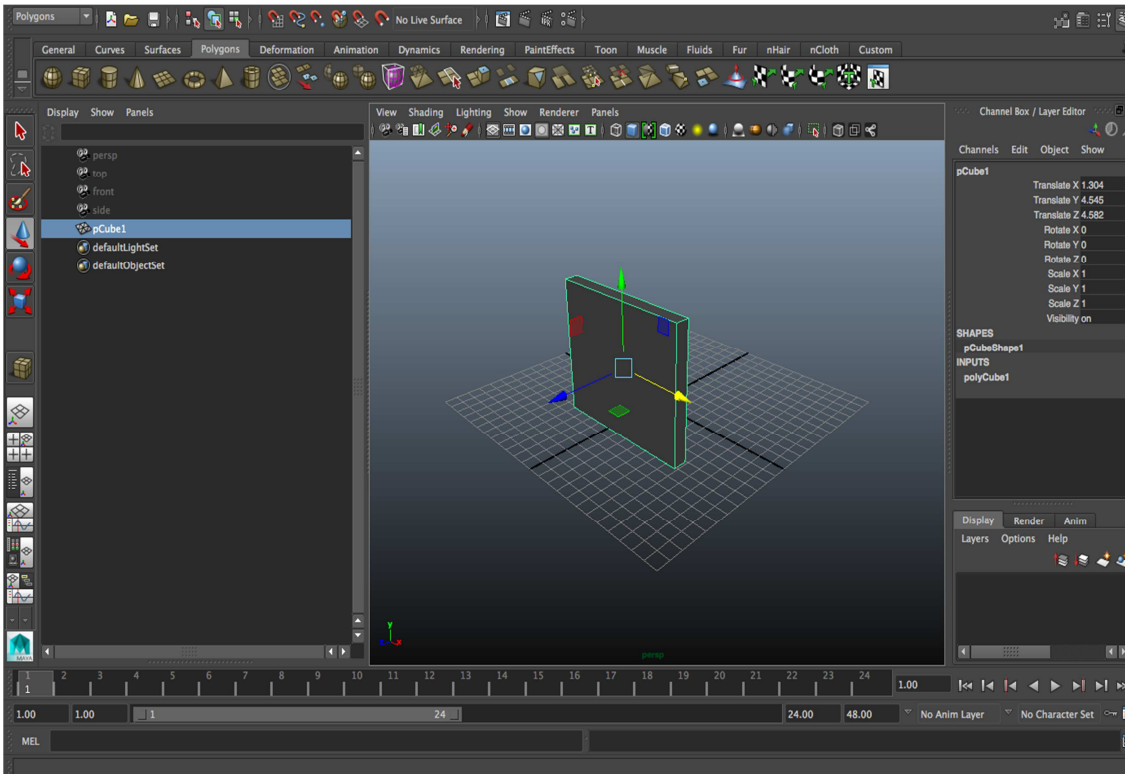 Polygons
No Live Surface
General Curves Surfaces Polygons Deformation Animation Dynamics Rendering PaintEffects Toon Muscle Fluids Fur nHair nCloth Custom
Display Show Panels
persp
top
front
side
pCube1
defaultLightSet
defaultObjectSet
View Shading Lighting Show Renderer Panels
y
persp
Channel Box / Layer Editor
Channels Edit Object Show
pCube1
Translate X 1.304
Translate Y 4.545
Translate Z 4.582
Rotate X 0
Rotate Y 0
Rotate Z 0
Scale X 1
Scale Y 1
Scale Z 1
Visibility on
SHAPES
pCubeShape1
INPUTS
polyCube1
Display Render Anim
Layers Options Help
MAYA
1 2 3 4 5 6 7 8 9 10 11 12 13 14 15 16 17 18 19 20 21 22 23 24
1
1.00
1.00 1.00 1 24 24.00 48.00 No Anim Layer No Character Set
MEL